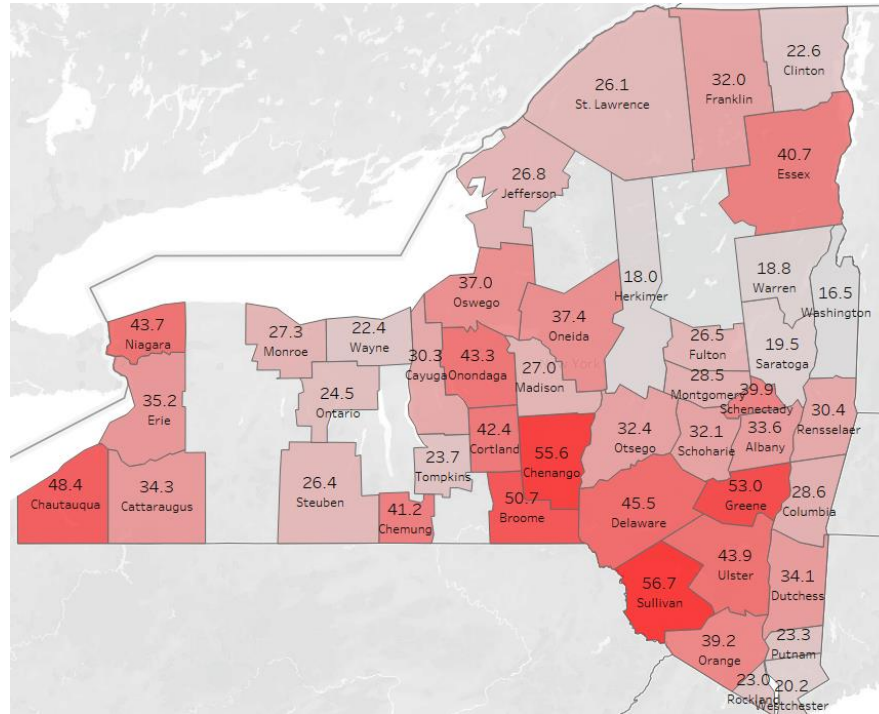 22.6
Clinton
32.0
Franklin
26.1
St. Lawrence
40.7
Essex
26.8
Jefferson
18.0
Herkimer
18.8
Warren
16.5
Washington
37.0
Oswego
37.4
Oneida
43.7
Niagara
27.3
Monroe
22.4
Wayne
30.3
Cayuga
43.3
Onondaga
27.0
Madison
26.5
Fulton
19.5
Saratoga
28.5
Montgomery
39.9
Schenectady
35.2
Erie
24.5
Ontario
42.4
Cortland
55.6
Chenango
32.4
Otsego
32.1
Schoharie
33.6
Albany
30.4
Rensselaer
23.7
Tompkins
48.4
Chautauqua
34.3
Cattaraugus
26.4
Steuben
41.2
Chemung
50.7
Broome
45.5
Delaware
53.0
Greene
28.6
Columbia
43.9
Ulster
34.1
Dutchess
56.7
Sullivan
39.2
Orange
23.3
Putnam
23.0
Rockland
20.2
Westchester